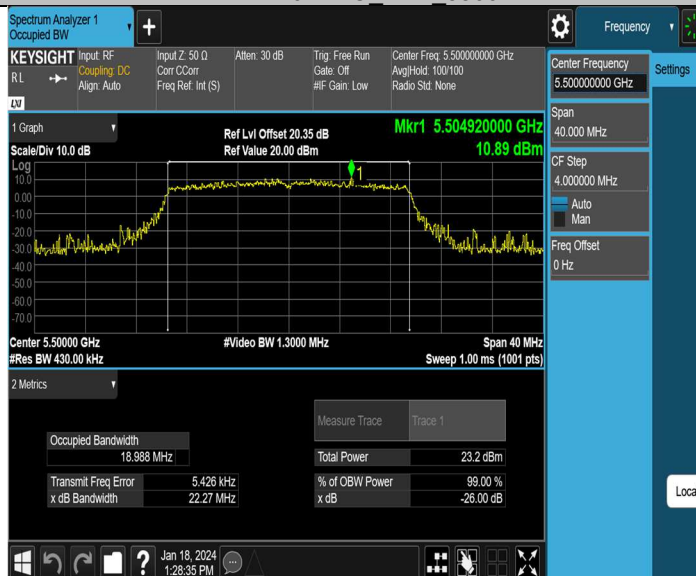 Spectrum Analyzer 1
Occupied BW
Frequency
KEYSIGHT
Input: RF
Coupling: DC
Align: Auto
Input Z: 50 Ω
Corr CCorr
Freq Ref: Int (S)
Atten: 30 dB
Trig: Free Run
Gate: Off
#IF Gain: Low
Center Freq: 5.500000000 GHz
Avg|Hold: 100/100
Radio Std: None
RL
LXI
1 Graph
Scale/Div 10.0 dB
Ref Lvl Offset 20.35 dB
Ref Value 20.00 dBm
Mkr1 5.504920000 GHz
10.89 dBm
Log
10.0
0.00
-10.0
-20.0
-30.0
-40.0
-50.0
-60.0
-70.0
1
Center 5.50000 GHz
#Res BW 430.00 kHz
#Video BW 1.3000 MHz
Span 40 MHz
Sweep 1.00 ms (1001 pts)
2 Metrics
Measure Trace
Trace 1
Occupied Bandwidth
18.988 MHz
Total Power
23.2 dBm
Transmit Freq Error
5.426 kHz
% of OBW Power
99.00 %
x dB Bandwidth
22.27 MHz
x dB
-26.00 dB
Center Frequency
5.500000000 GHz
Settings
Span
40.000 MHz
CF Step
4.000000 MHz
Auto
Man
Freq Offset
0 Hz
Loca
?
Jan 18, 2024
1:28:35 PM